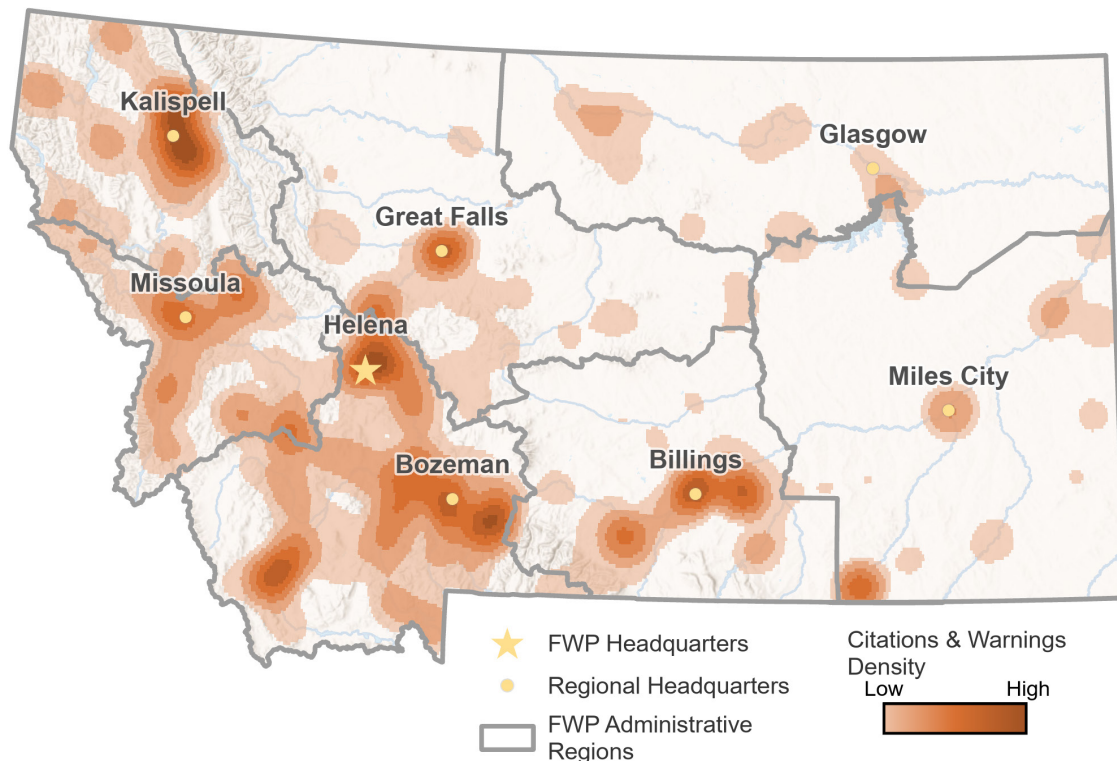 Kalispell
Glasgow
Great Falls
Missoula
Helena
Miles City
Bozeman
Billings
FWP Headquarters
Regional Headquarters
FWP Administrative
Regions
Citations & Warnings
Density
Low High